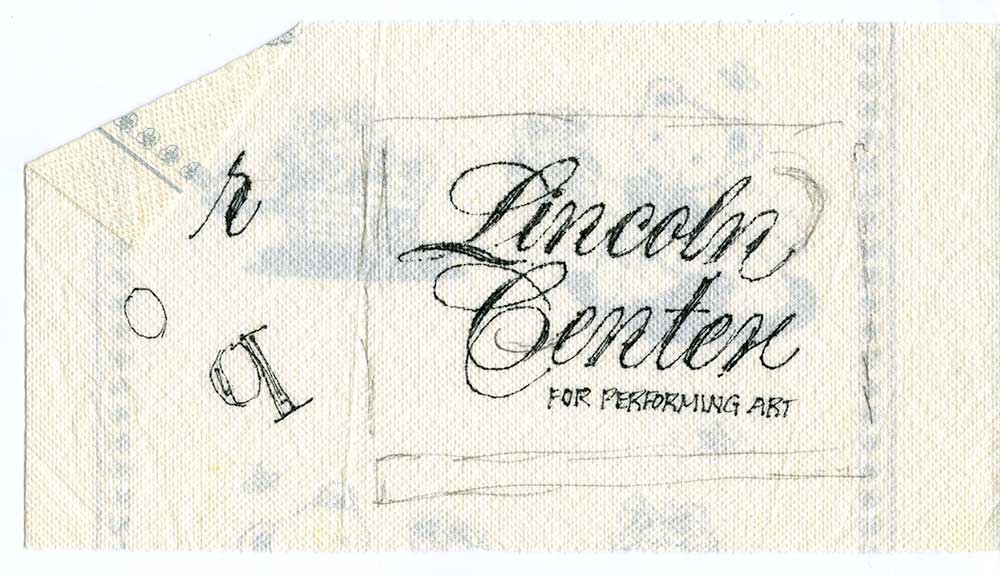 r
q
Lincoln
Center
FOR PERFORMING ART